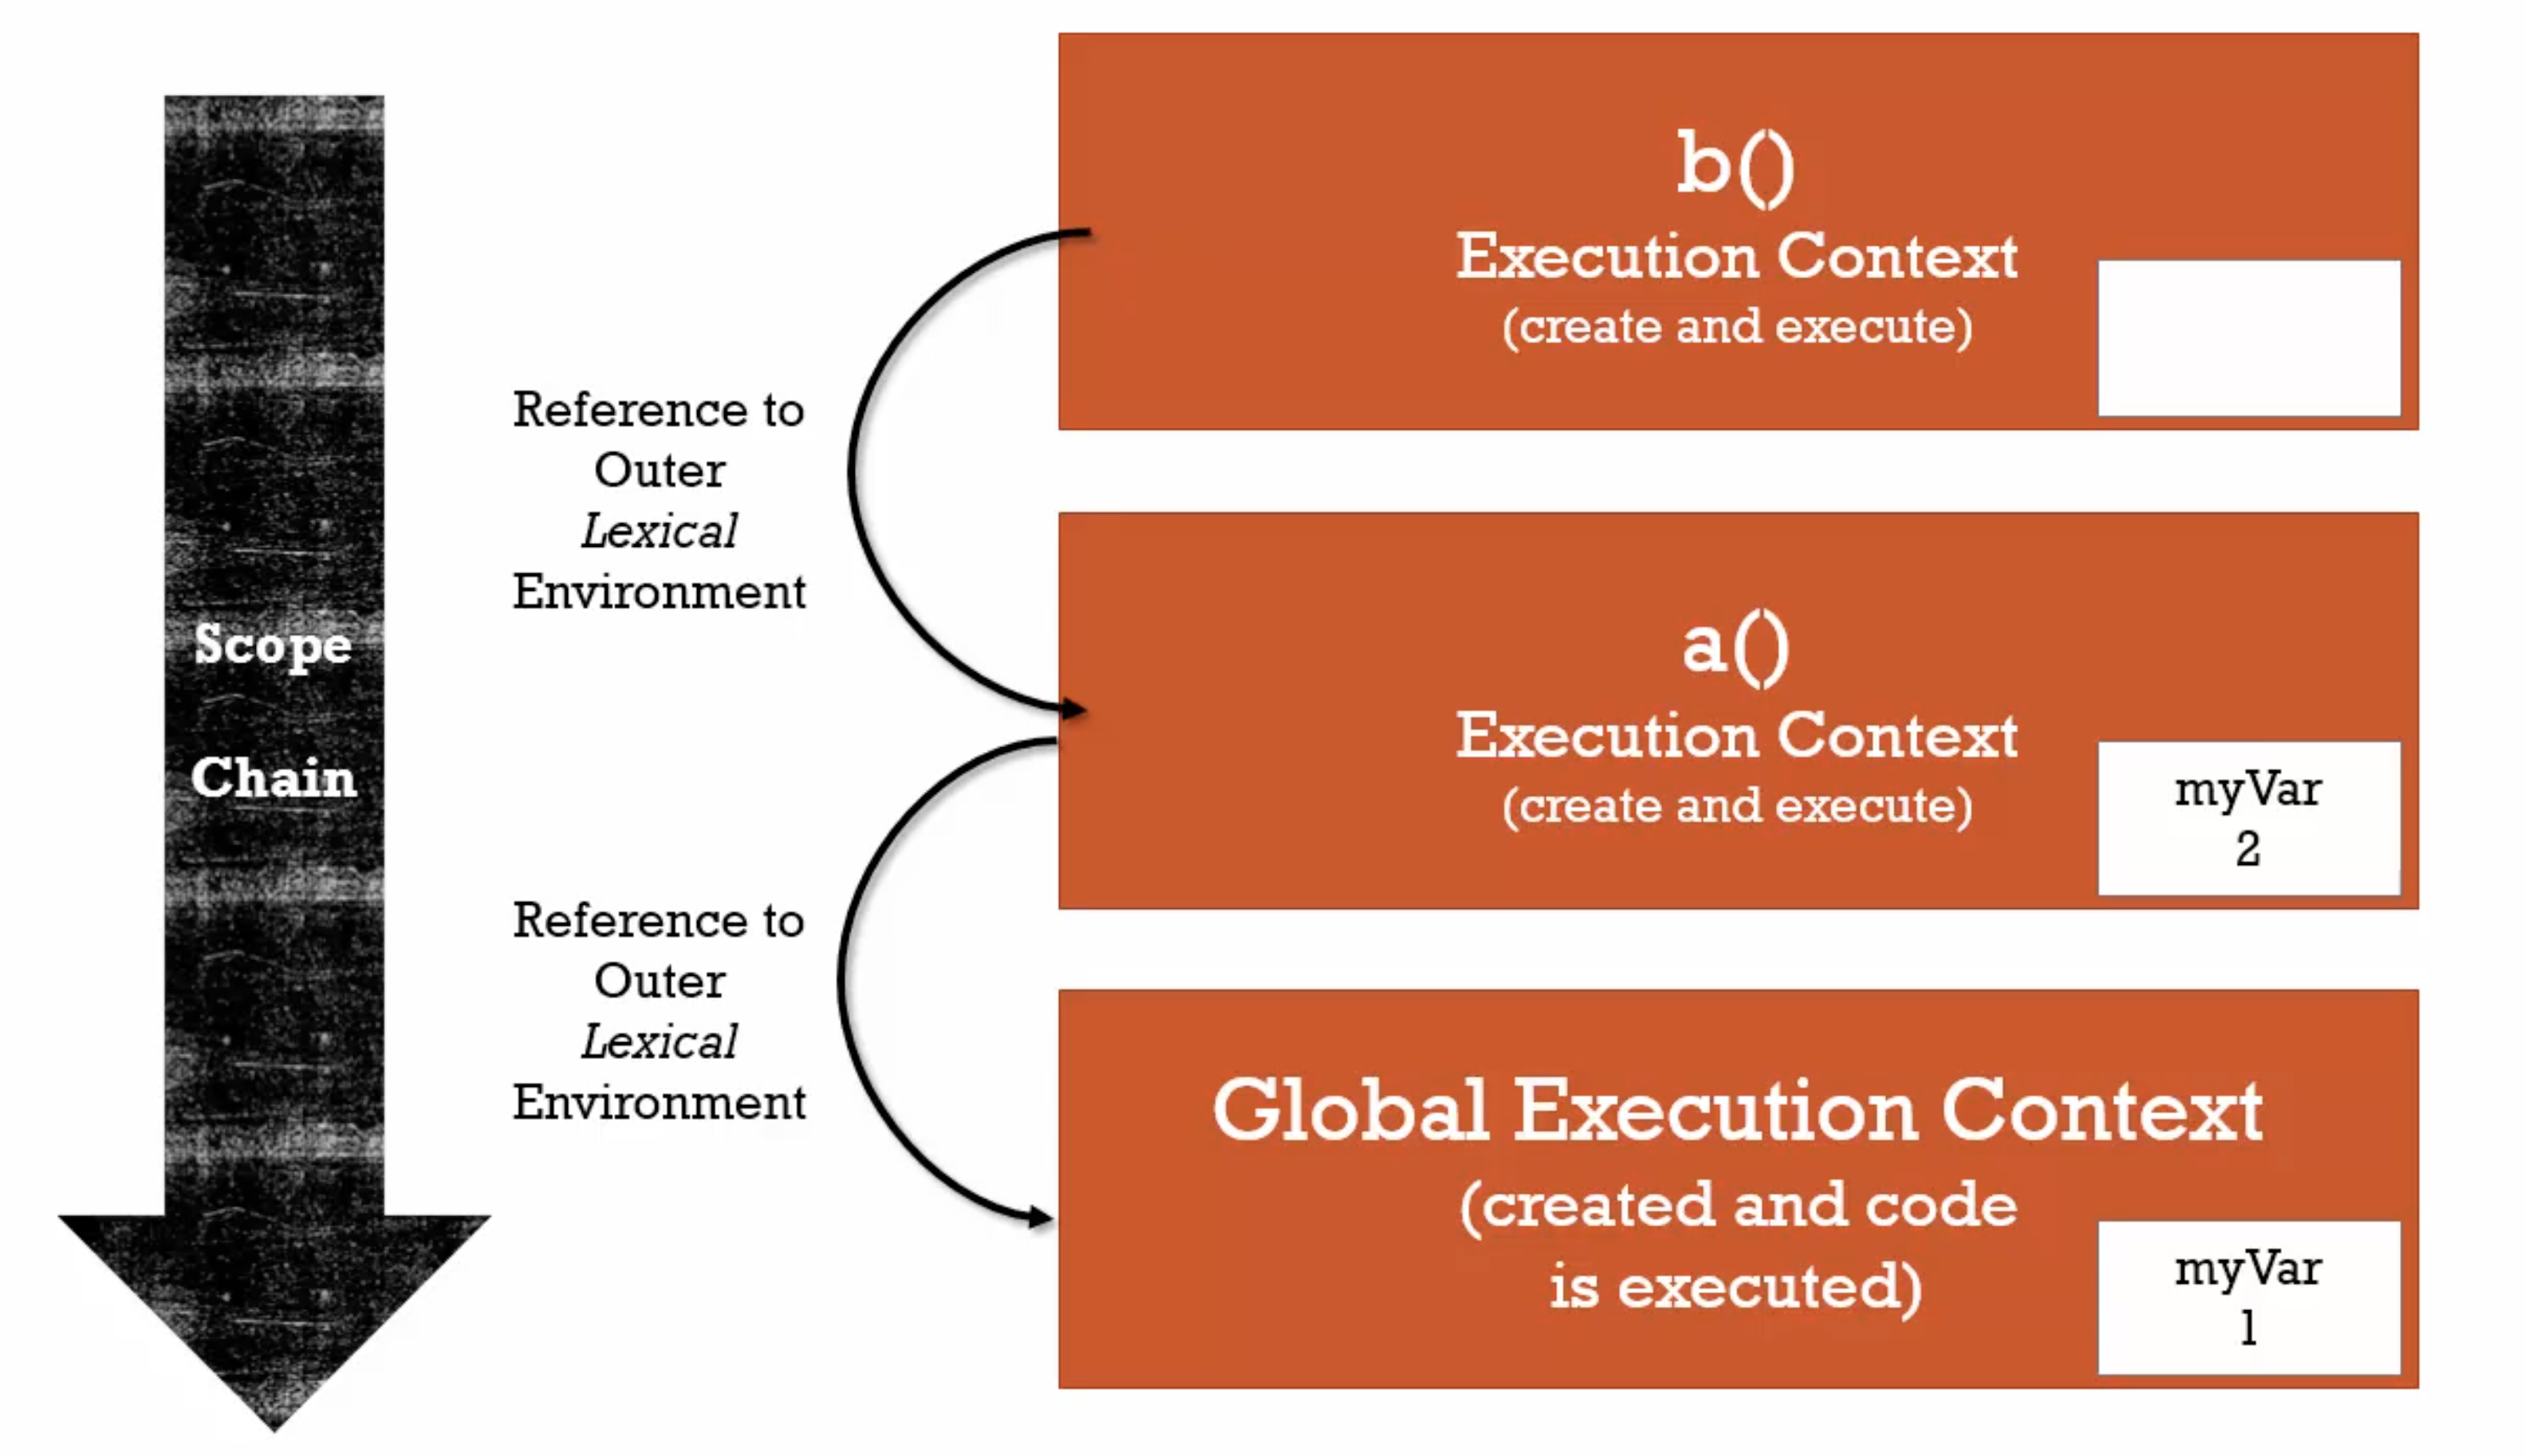 b()
Execution Context
(create and execute)
Reference to
Outer
Lexical
Environment
Scope
Chain
a()
Execution Context
(create and execute)
myVar
2
Reference to
Outer
Lexical
Environment
Global Execution Context
(created and code
is executed)
myVar
1